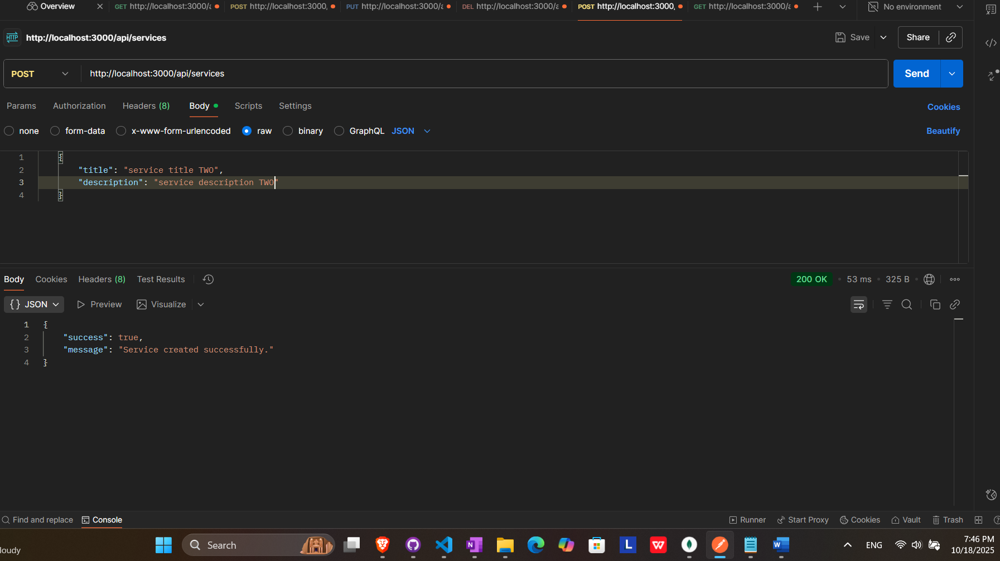 Overview GET http://localhost:3000/a POST http://localhost:3000, PUT http://localhost:3000/a DEL http://localhost:3000/a POST http://localhost:3000, GET http://localhost:3000/a No environment
HTTP http://localhost:3000/api/services Save Share
POST http://localhost:3000/api/services Send
Params Authorization Headers (8) Body Scripts Settings Cookies
none form-data x-www-form-urlencoded raw binary GraphQL JSON Beautify
1 {
2 "title": "service title TWO",
3 "description": "service description TWO"
4 }
Body Cookies Headers (8) Test Results 200 OK • 53 ms • 325 B
{} JSON Preview Visualize
1 {
2 "success": true,
3 "message": "Service created successfully."
4 }
Find and replace Console Runner Start Proxy Cookies Vault Trash
loudy Search ENG 7:46 PM
10/18/2025